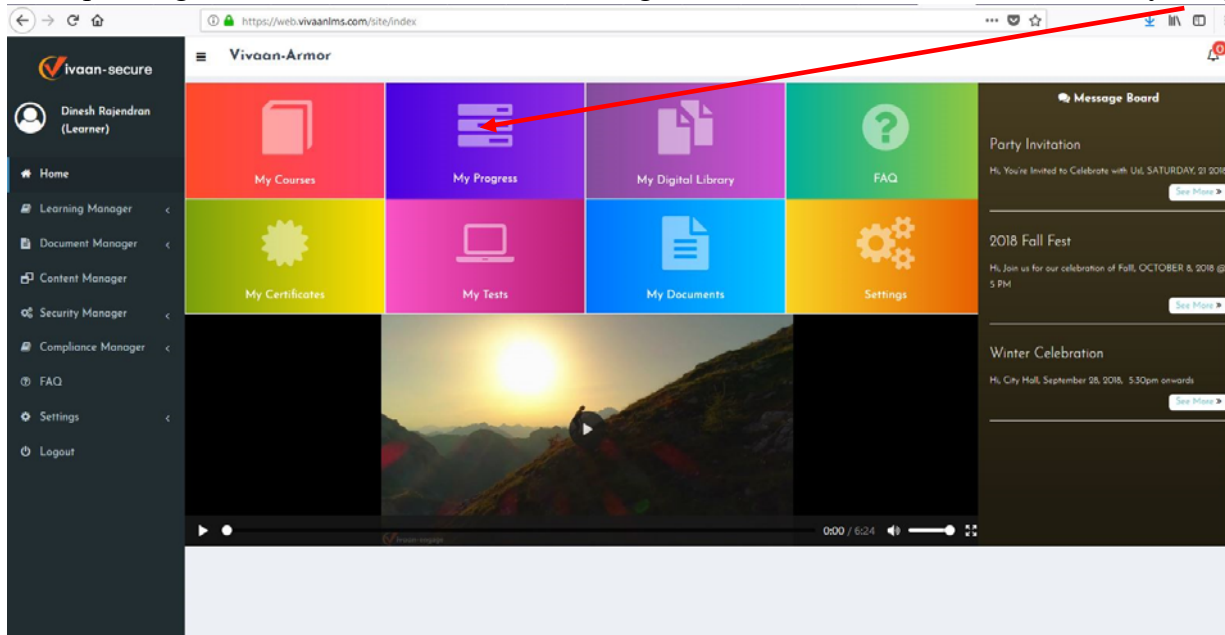 https://web.vivaanlms.com/site/index
Vivaan-secure
Vivaan-Armor
0
Dinesh Rajendran
(Learner)
Home
Learning Manager
Document Manager
Content Manager
Security Manager
Compliance Manager
FAQ
Settings
Logout
My Courses
My Progress
My Digital Library
FAQ
My Certificates
My Tests
My Documents
Settings
0:00 / 6:24
Message Board
Party Invitation
Hi, You're Invited to Celebrate with Us!, SATURDAY, 21 2018
See More »
2018 Fall Fest
Hi, Join us for our celebration of Fall!, OCTOBER 8, 2018 @
5 PM
See More »
Winter Celebration
Hi, City Hall, September 28, 2018, 5.30pm onwards
See More »